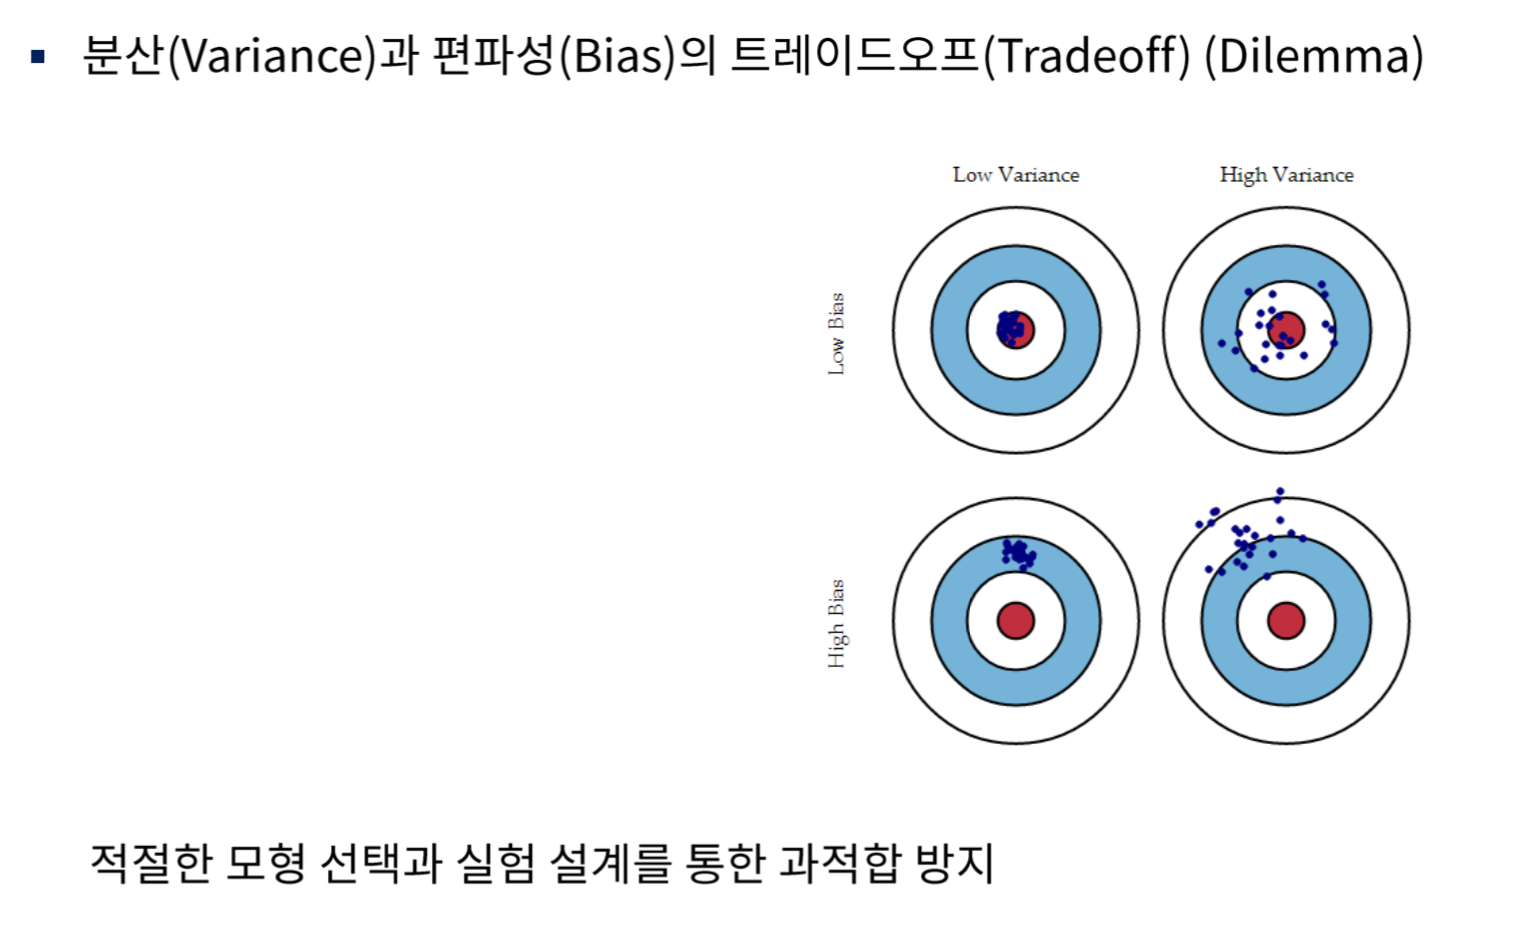 분산(Variance)과 편파성(Bias)의 트레이드오프(Tradeoff) (Dilemma)
Low Variance
High Variance
Low Bias
High Bias
적절한 모형 선택과 실험 설계를 통한 과적합 방지